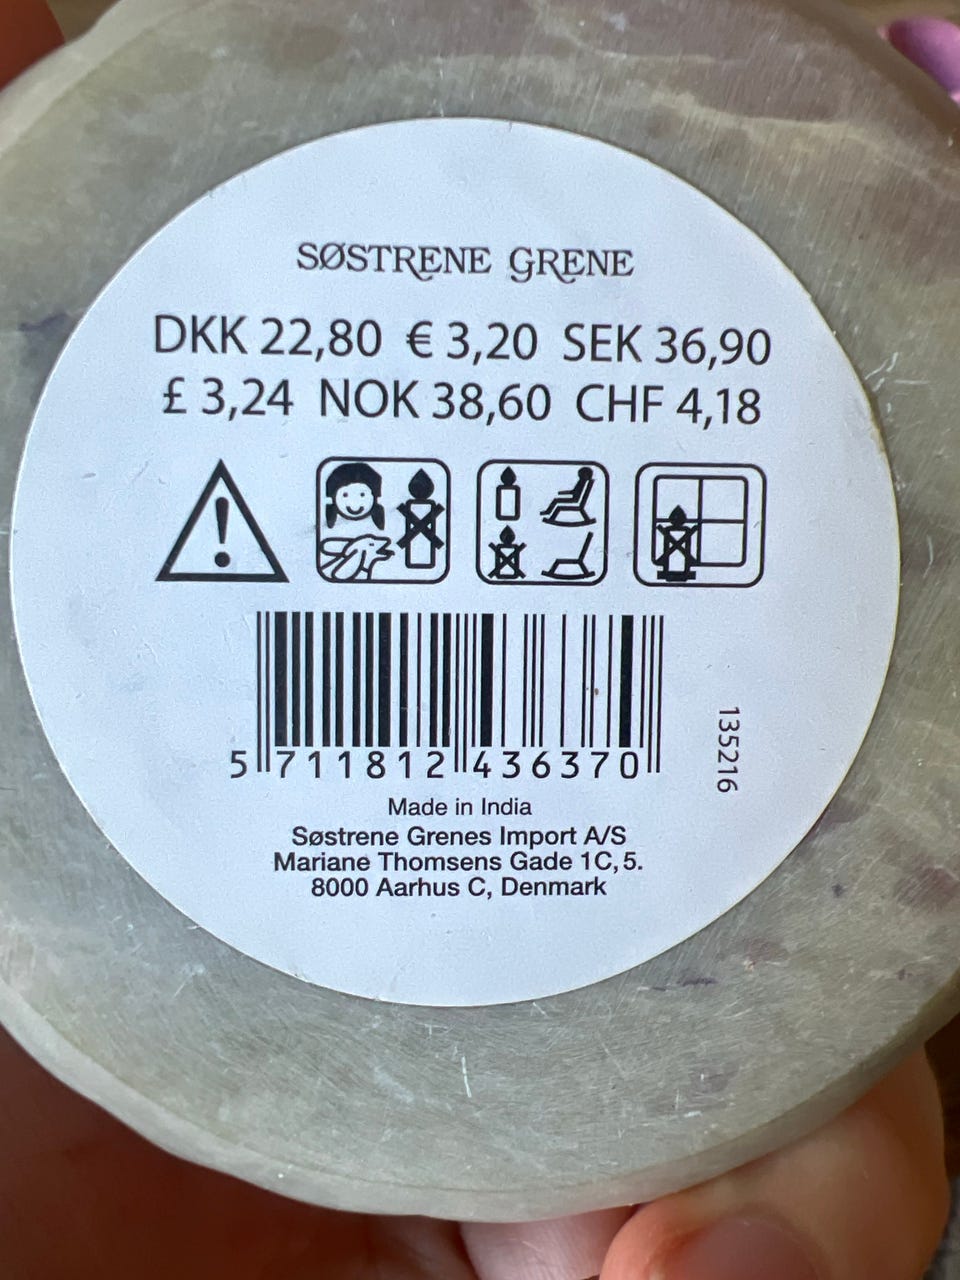 SØSTRENE GRENE
DKK 22,80 € 3,20 SEK 36,90
£ 3,24 NOK 38,60 CHF 4,18
5 711812 436370
135216
Made in India
Søstrene Grenes Import A/S
Mariane Thomsens Gade 1C, 5.
8000 Aarhus C, Denmark